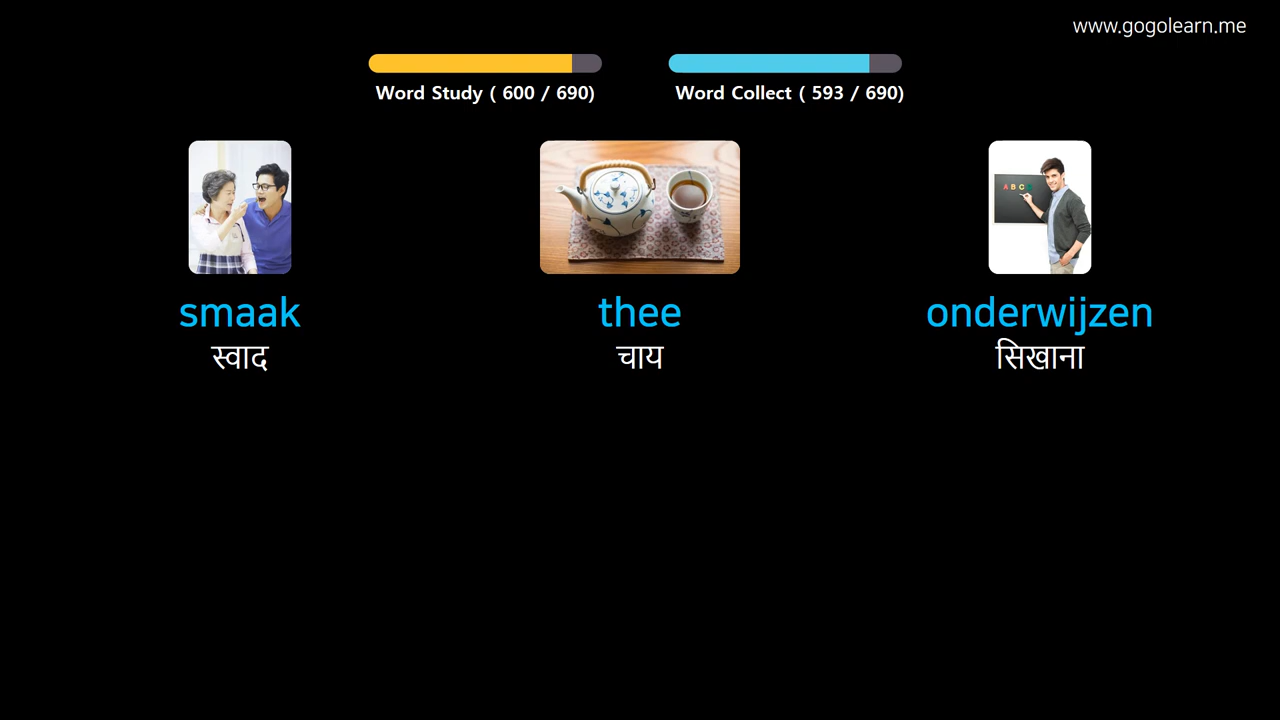 www.gogolearn.me
Word Study ( 600 / 690)
Word Collect ( 593 / 690)
A B C
smaak
thee
onderwijzen
स्वाद
चाय
सिखाना